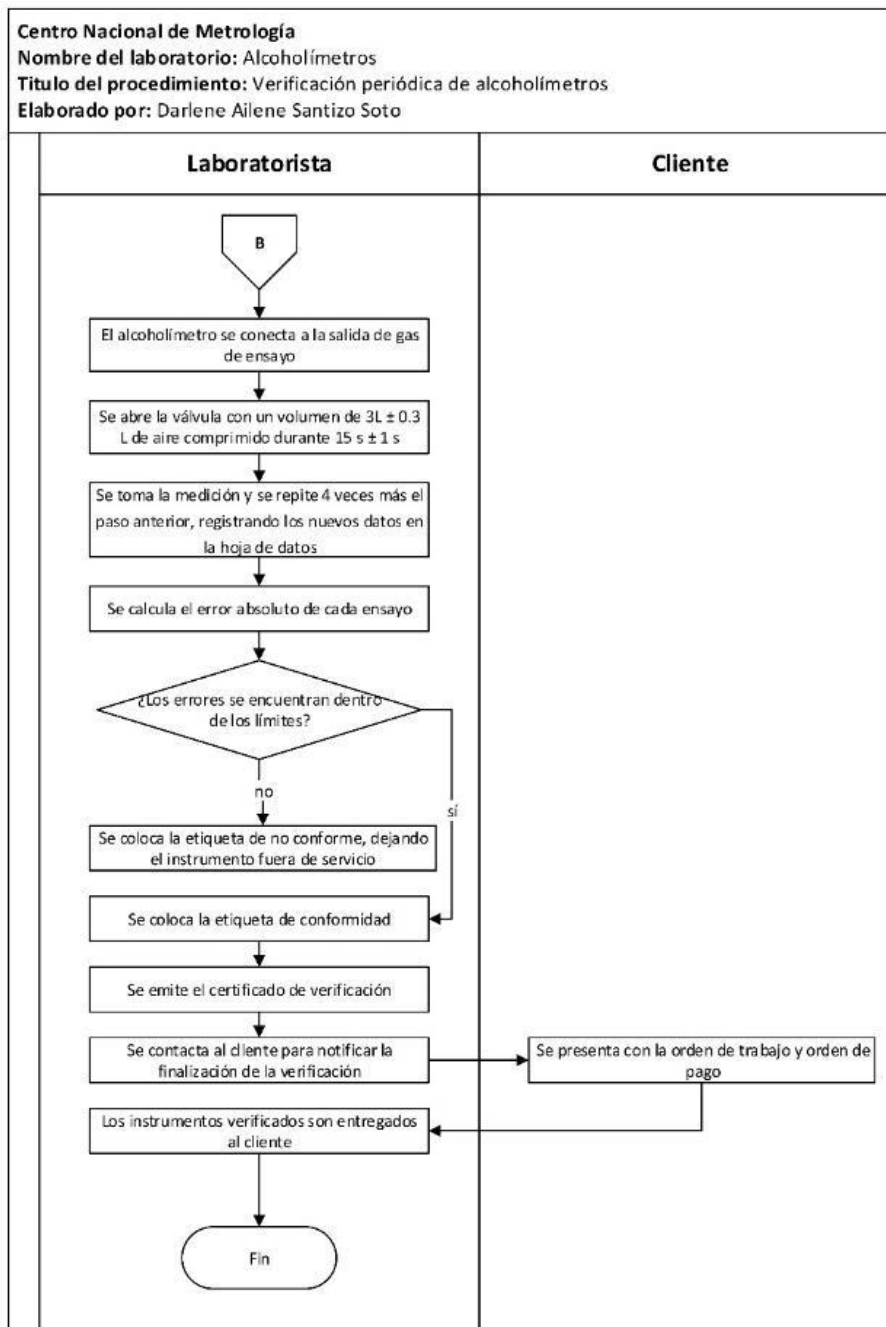 Centro Nacional de Metrología
Nombre del laboratorio: Alcoholímetros
Titulo del procedimiento: Verificación periódica de alcoholímetros
Elaborado por: Darlene Ailene Santizo Soto
Laboratorista
Cliente
B
El alcoholímetro se conecta a la salida de gas
de ensayo
Se abre la válvula con un volumen de 3L ± 0.3
L de aire comprimido durante 15 s ± 1 s
Se toma la medición y se repite 4 veces más el
paso anterior, registrando los nuevos datos en
la hoja de datos
Se calcula el error absoluto de cada ensayo
¿Los errores se encuentran dentro
de los límites?
no
sí
Se coloca la etiqueta de no conforme, dejando
el instrumento fuera de servicio
Se coloca la etiqueta de conformidad
Se emite el certificado de verificación
Se contacta al cliente para notificar la
finalización de la verificación
Se presenta con la orden de trabajo y orden de
pago
Los instrumentos verificados son entregados
al cliente
Fin